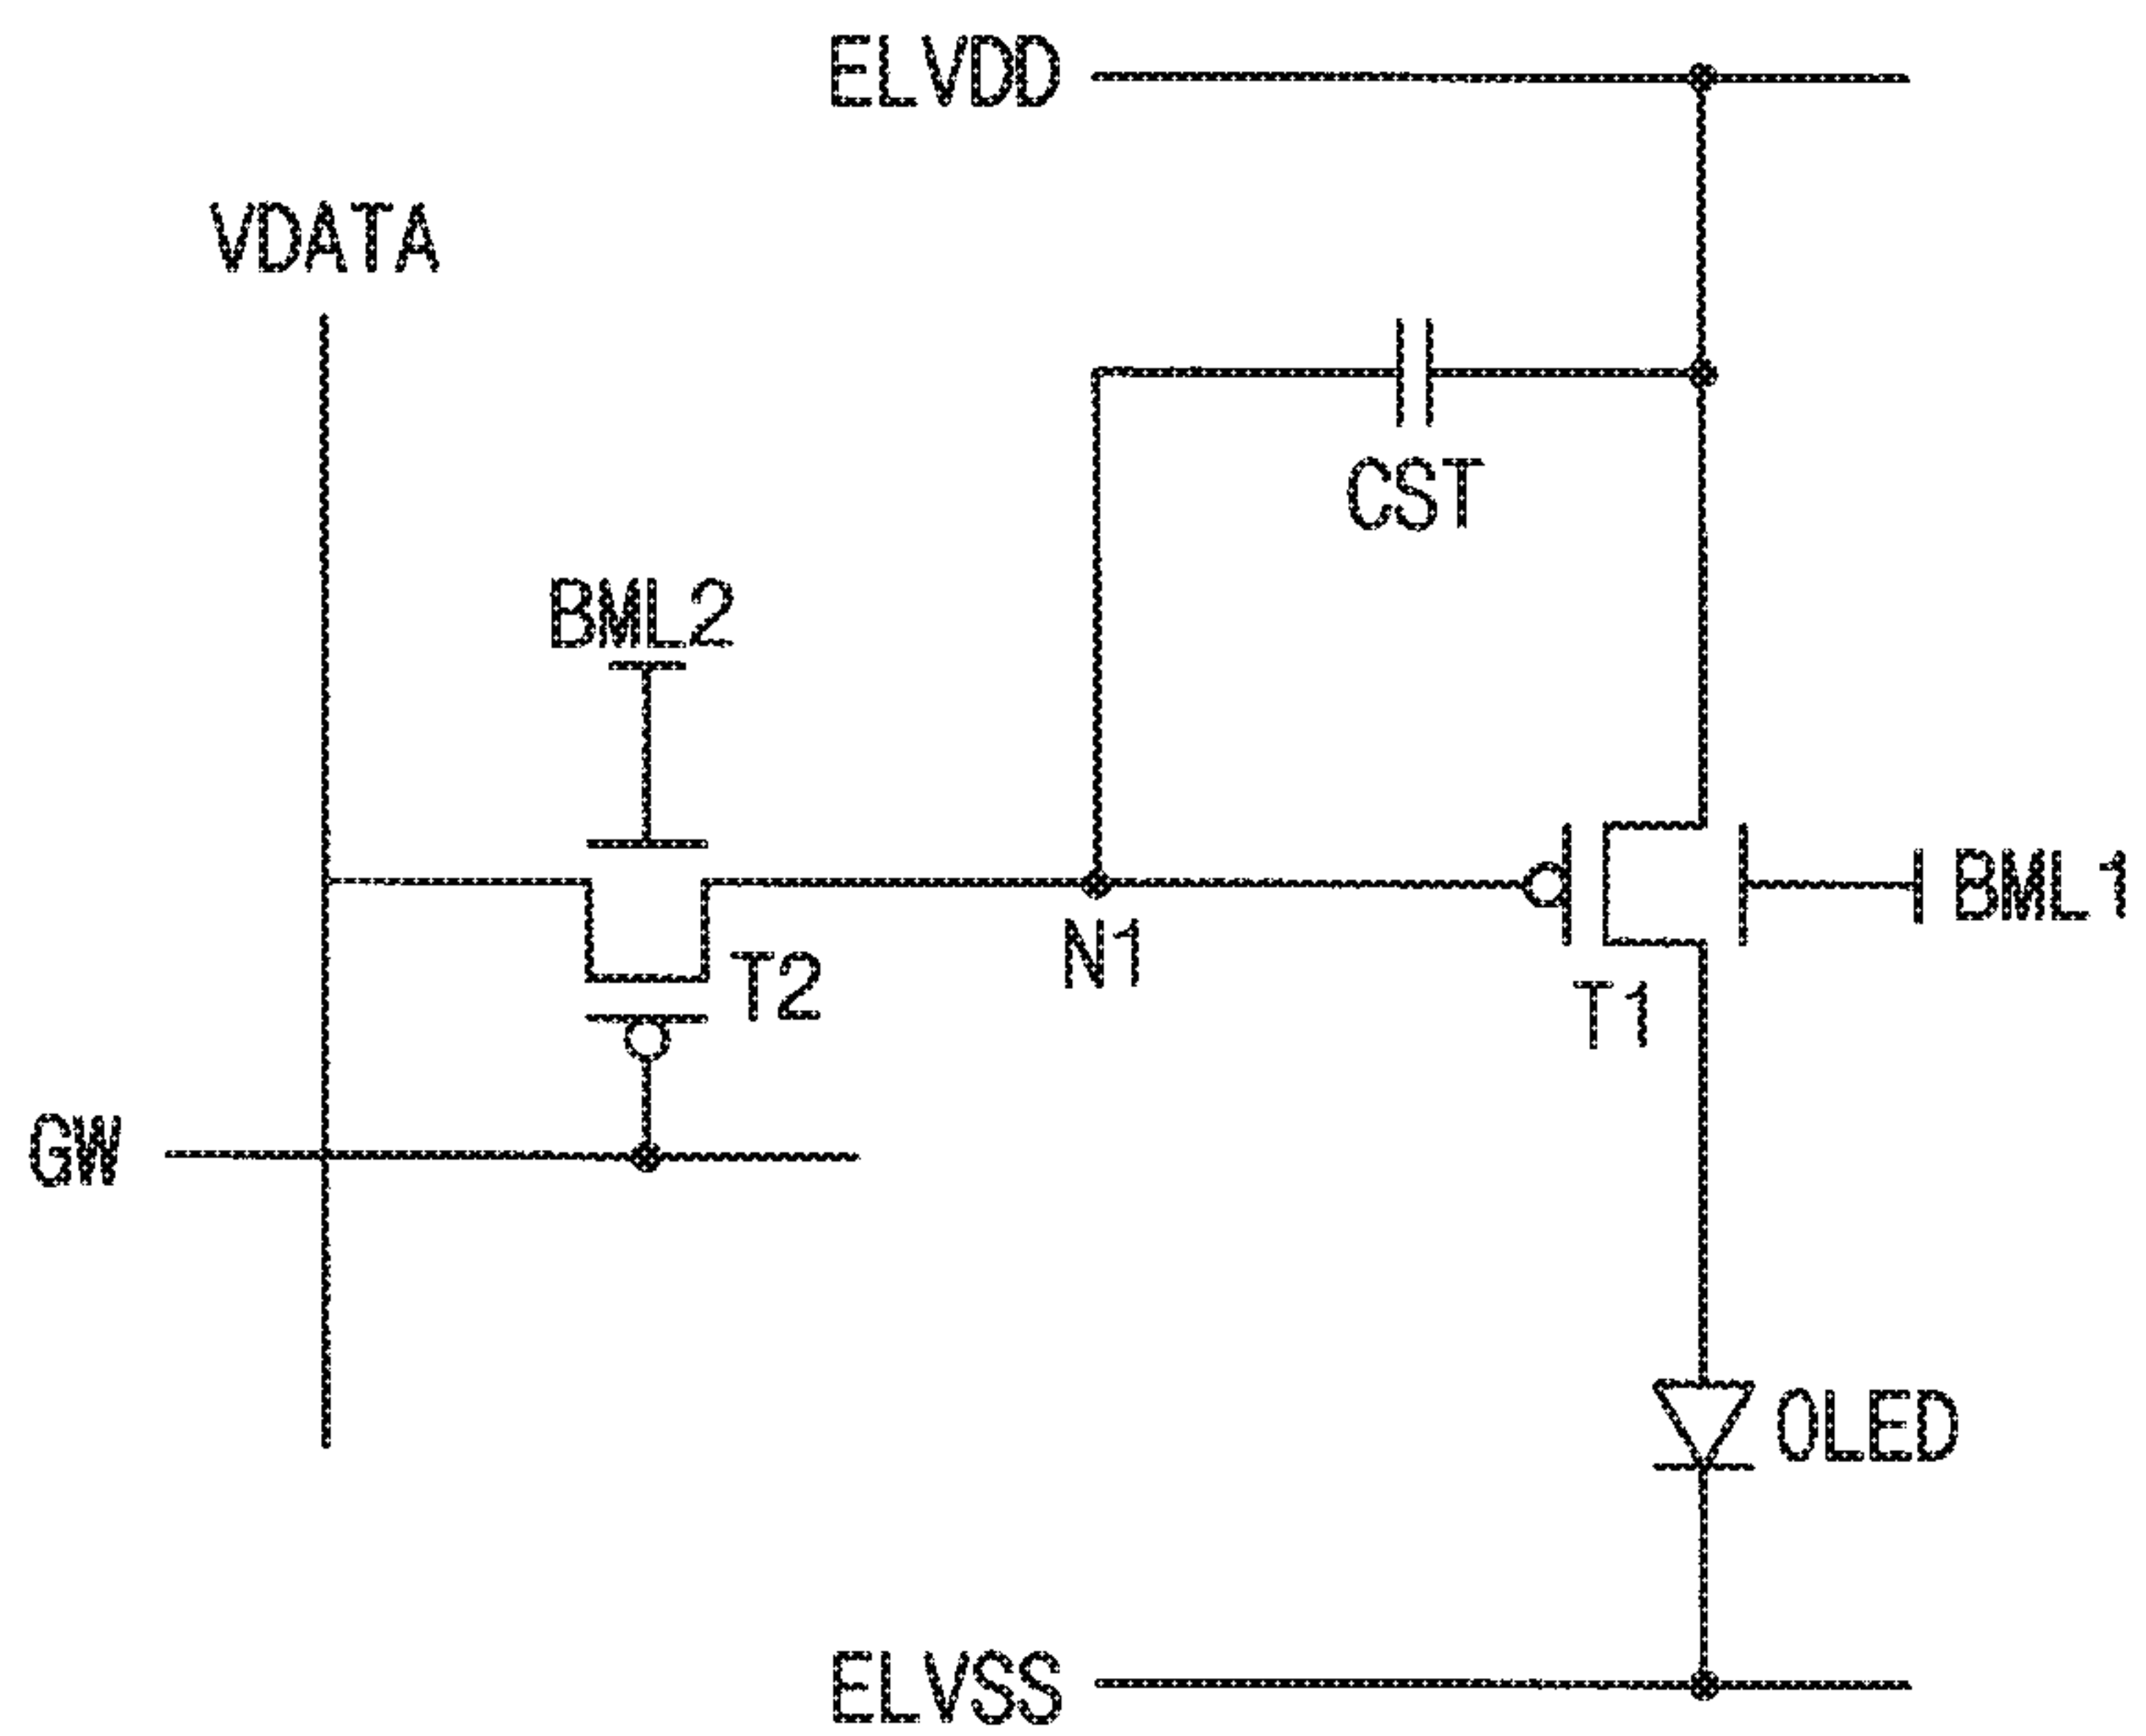 ELVDD
VDATA
CST
BML2
BML1
N1
T2
T1
GW
OLED
ELVSS